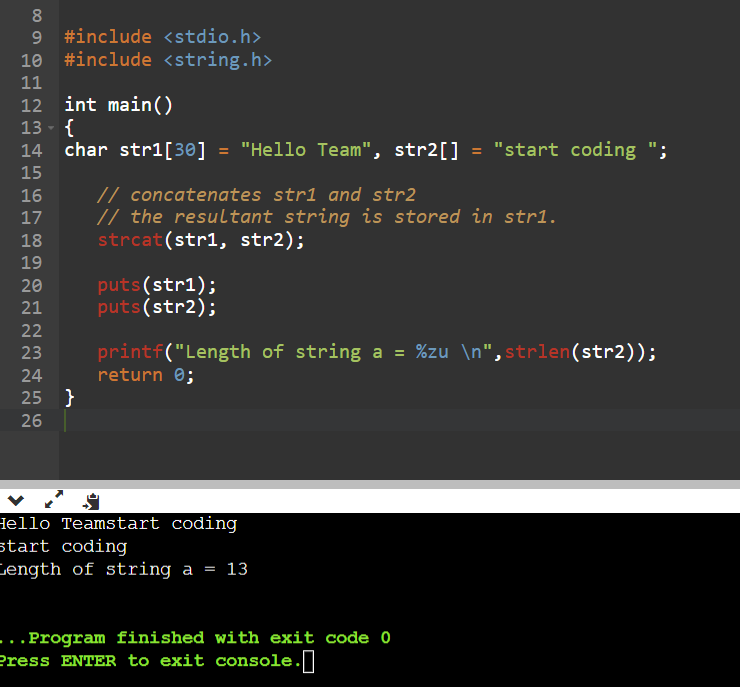 8
9 #include <stdio.h>
10 #include <string.h>
11
12 int main()
13 {
14 char str1[30] = "Hello Team", str2[] = "start coding ";
15
16    // concatenates str1 and str2
17    // the resultant string is stored in str1.
18    strcat(str1, str2);
19
20    puts(str1);
21    puts(str2);
22
23    printf("Length of string a = %zu \n",strlen(str2));
24    return 0;
25 }
26
Hello Teamstart coding
start coding
Length of string a = 13
...Program finished with exit code 0
Press ENTER to exit console.